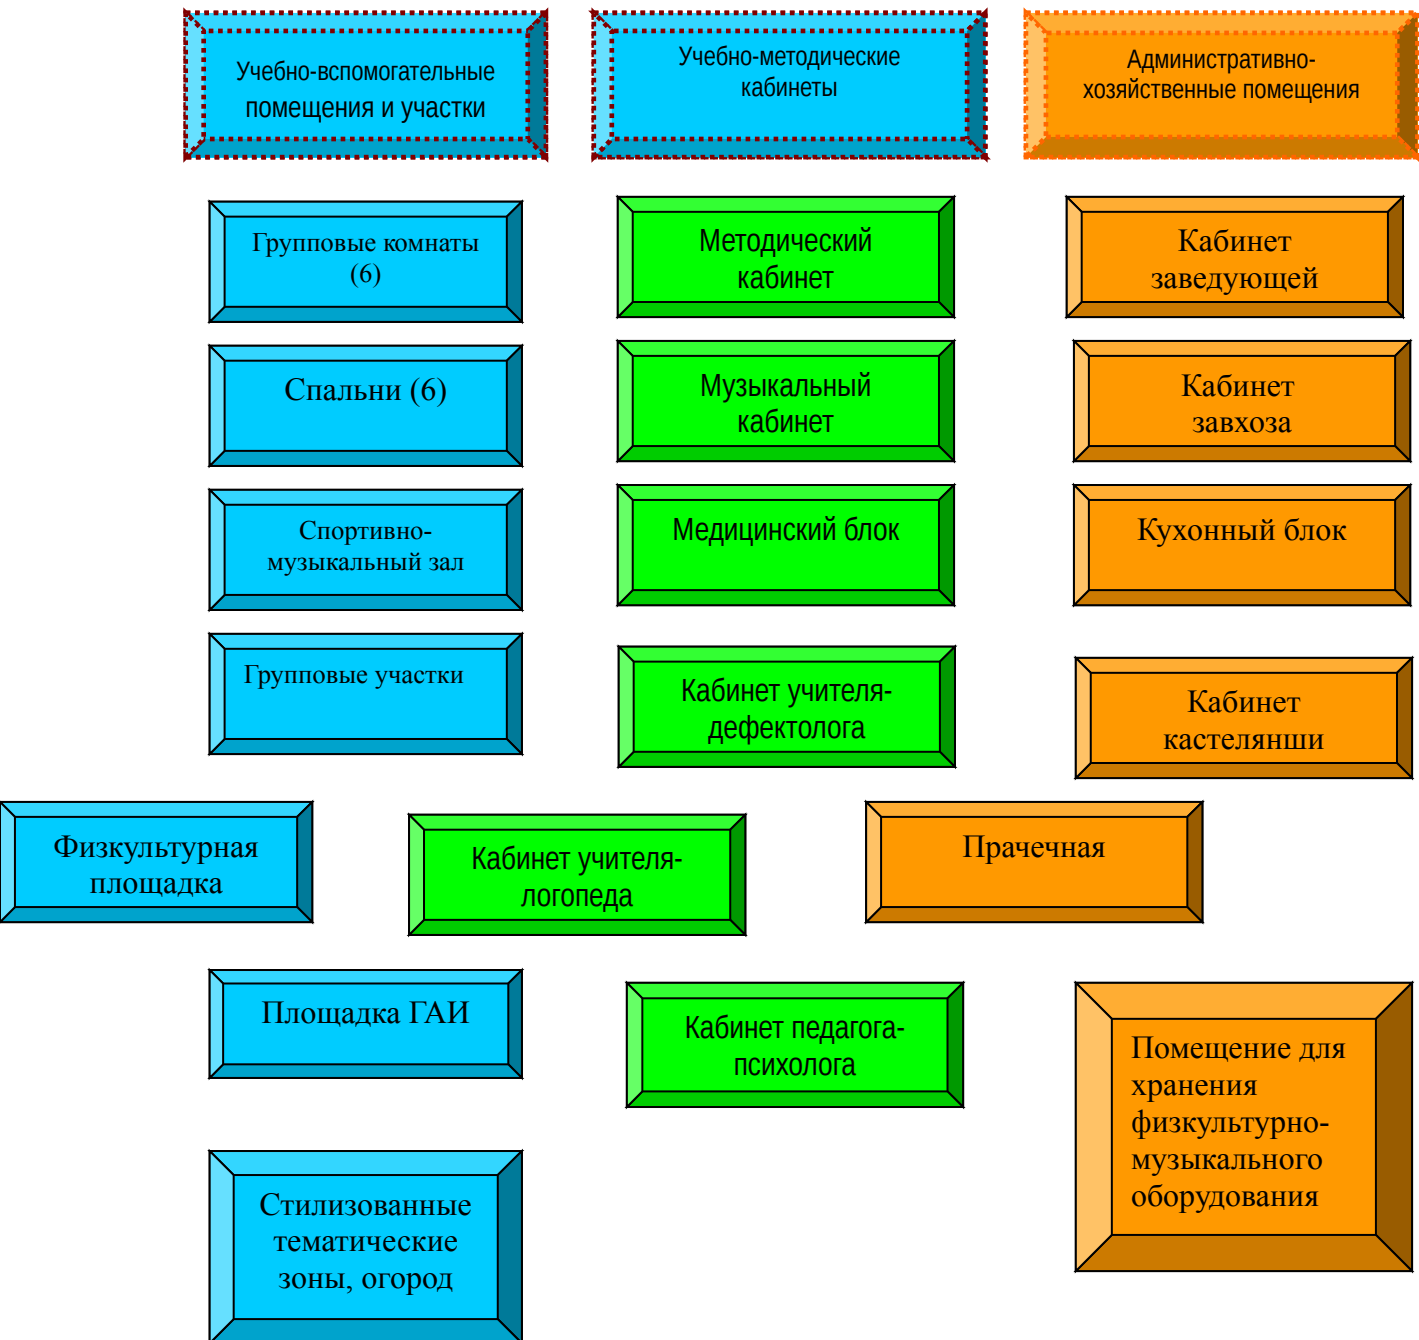 Учебно-вспомогательные
помещения и участки
Учебно-методические
кабинеты
Административно-
хозяйственные помещения
Групповые комнаты
(6)
Методический
кабинет
Кабинет
заведующей
Спальни (6)
Музыкальный
кабинет
Кабинет
завхоза
Спортивно-
музыкальный зал
Медицинский блок
Кухонный блок
Групповые участки
Кабинет учителя-
дефектолога
Кабинет
кастелянши
Физкультурная
площадка
Кабинет учителя-
логопеда
Прачечная
Площадка ГАИ
Кабинет педагога-
психолога
Помещение для
хранения
физкультурно-
музыкального
оборудования
Стилизованные
тематические
зоны, огород